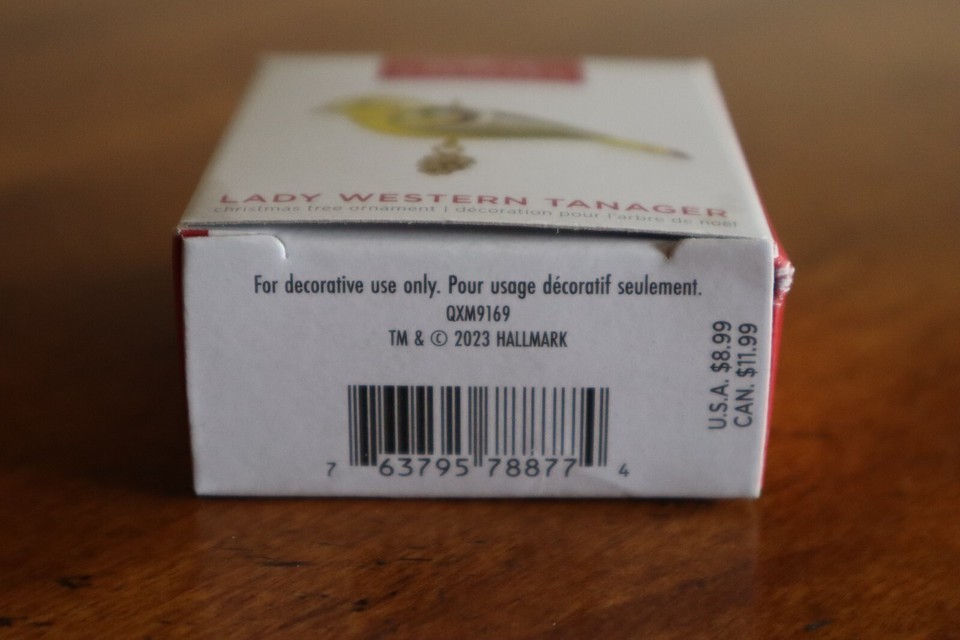 LADY WESTERN TANAGER
christmas tree ornament | décoration pour l'arbre de noël
For decorative use only. Pour usage décoratif seulement.
QXM9169
TM & © 2023 HALLMARK
U.S.A. $8.99
CAN. $11.99
7 63795 78877 4